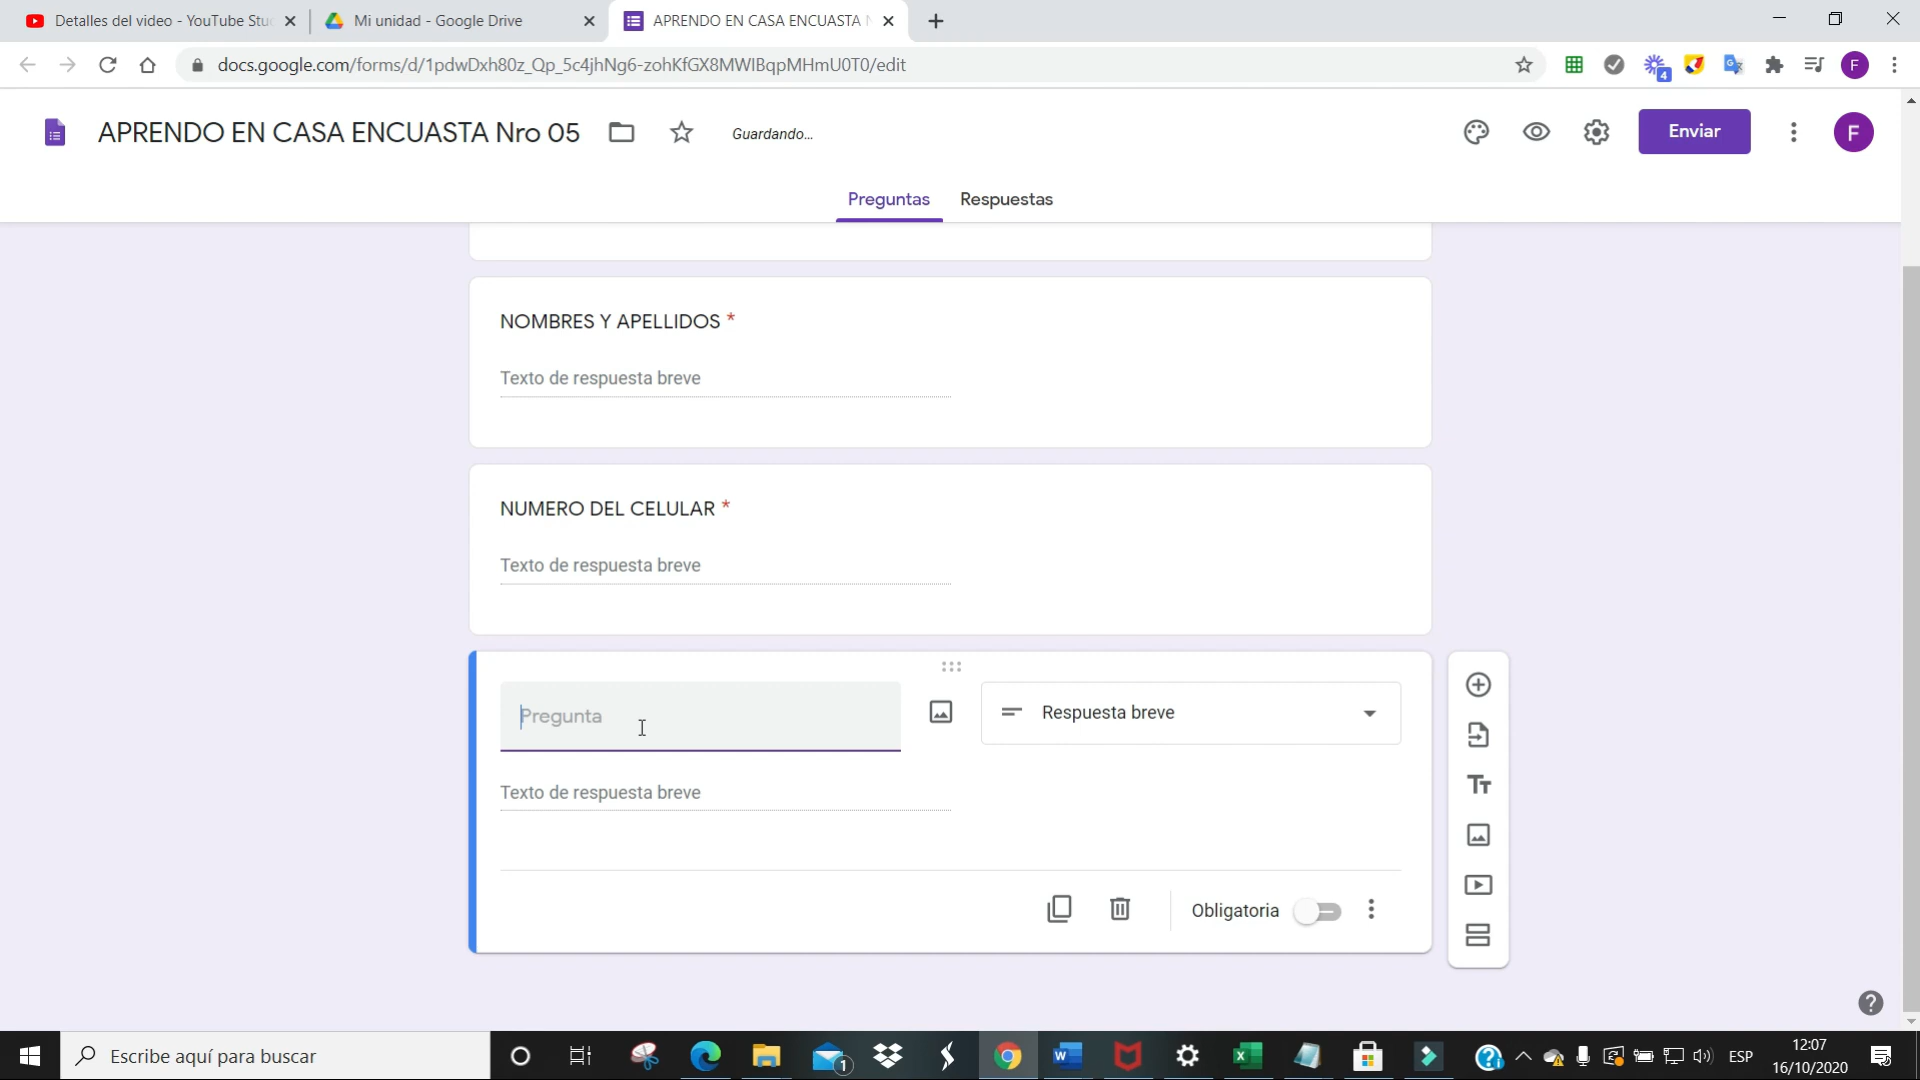 Detalles del video - YouTube Stu
Mi unidad - Google Drive
APRENDO EN CASA ENCUASTA
docs.google.com/forms/d/1pdwDxh80z_Qp_5c4jhNg6-zohKfGX8MWIBqpMHmU0T0/edit
4
F
APRENDO EN CASA ENCUASTA Nro 05
Guardando...
Enviar
F
Preguntas
Respuestas
NOMBRES Y APELLIDOS *
Texto de respuesta breve
NUMERO DEL CELULAR *
Texto de respuesta breve
Pregunta
Respuesta breve
Texto de respuesta breve
Obligatoria
Escribe aquí para buscar
1
ESP
12:07
16/10/2020